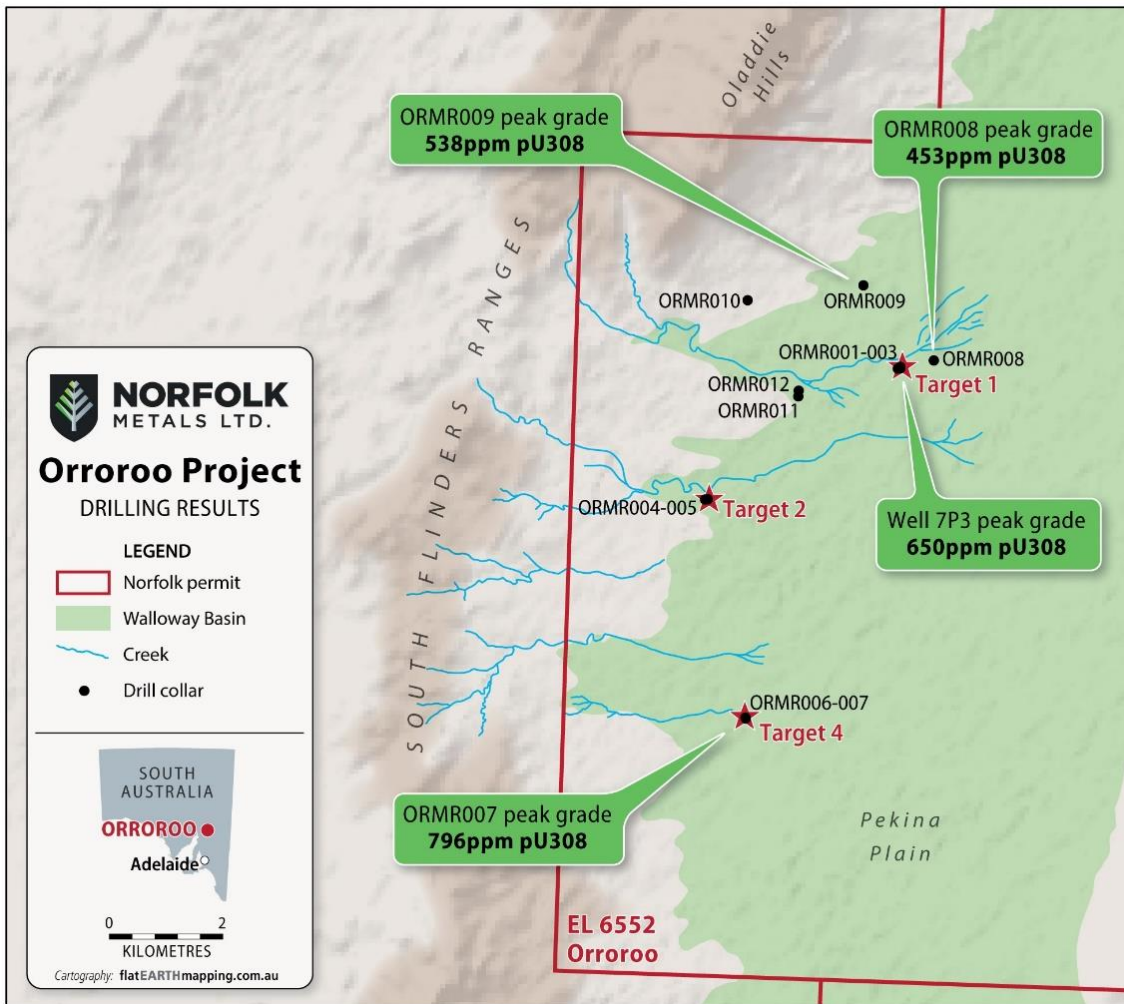 Oladdie
Hills
ORMR009 peak grade
538ppm pU308
ORMR008 peak grade
453ppm pU308
SOUTH FLINDERS RANGES
ORMR010
ORMR009
ORMR001-003
ORMR008
Target 1
ORMR012
ORMR011
ORMR004-005
Target 2
Well 7P3 peak grade
650ppm pU308
ORMR006-007
Target 4
ORMR007 peak grade
796ppm pU308
Pekina
Plain
EL 6552
Orroroo
NORFOLK
METALS LTD.
Orroroo Project
DRILLING RESULTS
LEGEND
Norfolk permit
Walloway Basin
Creek
Drill collar
SOUTH
AUSTRALIA
ORROROO
Adelaide
0 2
KILOMETRES
Cartography: flatEARTHmapping.com.au